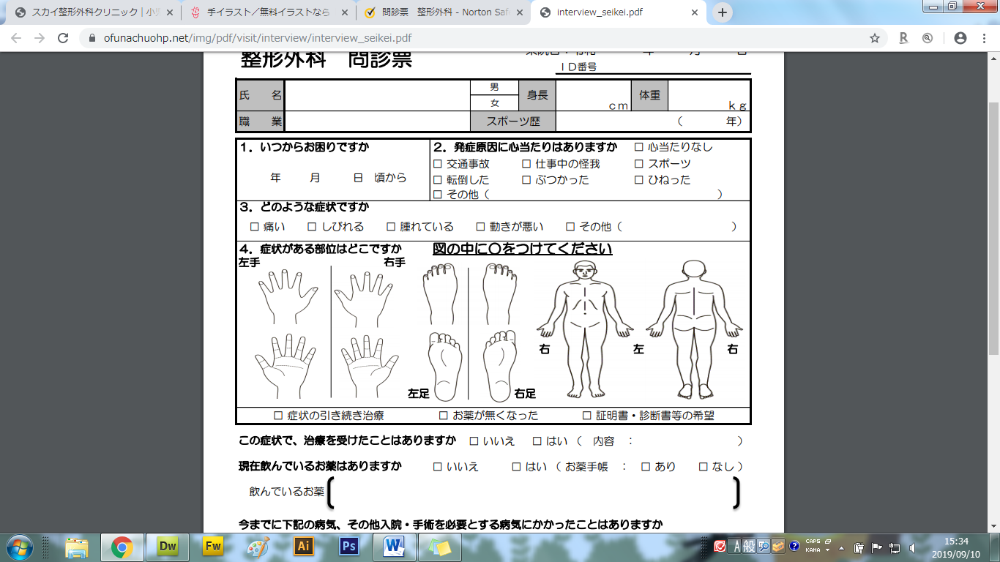 スカイ整形外科クリニック | 小児
手イラスト／無料イラストなら
問診票 整形外科 - Norton Safe
interview_seikei.pdf
ofunachuohp.net/img/pdf/visit/interview/interview_seikei.pdf
整形外科 問診票
ＩＤ番号
氏 名 男 女 身長 ｃｍ 体重 ｋｇ
職 業 スポーツ歴 （ 年）
１．いつからお困りですか
年 月 日 頃から
２．発症原因に心当たりはありますか □ 心当たりなし
□ 交通事故 □ 仕事中の怪我 □ スポーツ
□ 転倒した □ ぶつかった □ ひねった
□ その他（ ）
３．どのような症状ですか
□ 痛い □ しびれる □ 腫れている □ 動きが悪い □ その他（ ）
４．症状がある部位はどこですか 図の中に〇をつけてください
左手 右手
右 左 右
左足 右足
□ 症状の引き続き治療 □ お薬が無くなった □ 証明書・診断書等の希望
この症状で、治療を受けたことはありますか □ いいえ □ はい （ 内容 ： ）
現在飲んでいるお薬はありますか □ いいえ □ はい （ お薬手帳 ： □ あり □ なし ）
飲んでいるお薬
今までに下記の病気、その他入院・手術を必要とする病気にかかったことはありますか
Dw
Fw
Ai
Ps
W
A 般
CAPS
KANA
15:34
2019/09/10